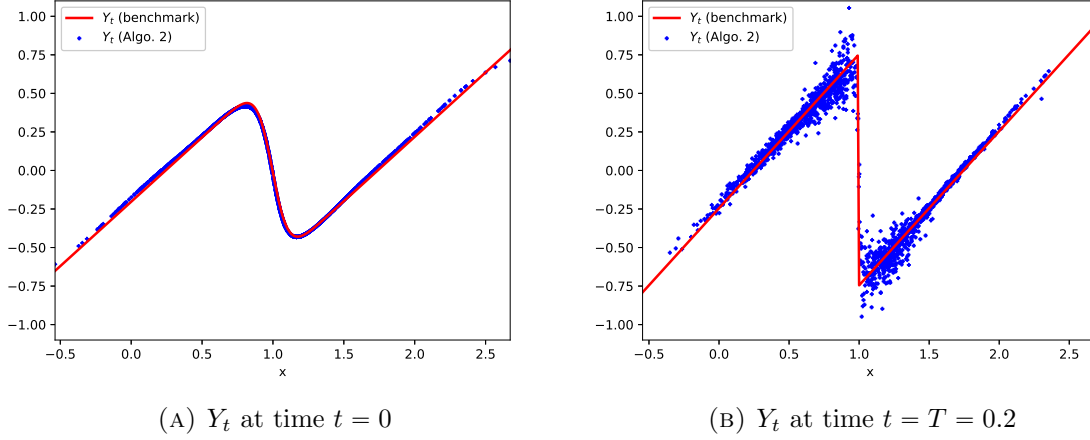 1.00
0.75
0.50
0.25
0.00
−0.25
−0.50
−0.75
−1.00
Y_t (benchmark)
Y_t (Algo. 2)
−0.5 0.0 0.5 1.0 1.5 2.0 2.5
x
(A) Y_t at time t = 0
1.00
0.75
0.50
0.25
0.00
−0.25
−0.50
−0.75
−1.00
Y_t (benchmark)
Y_t (Algo. 2)
−0.5 0.0 0.5 1.0 1.5 2.0 2.5
x
(B) Y_t at time t = T = 0.2